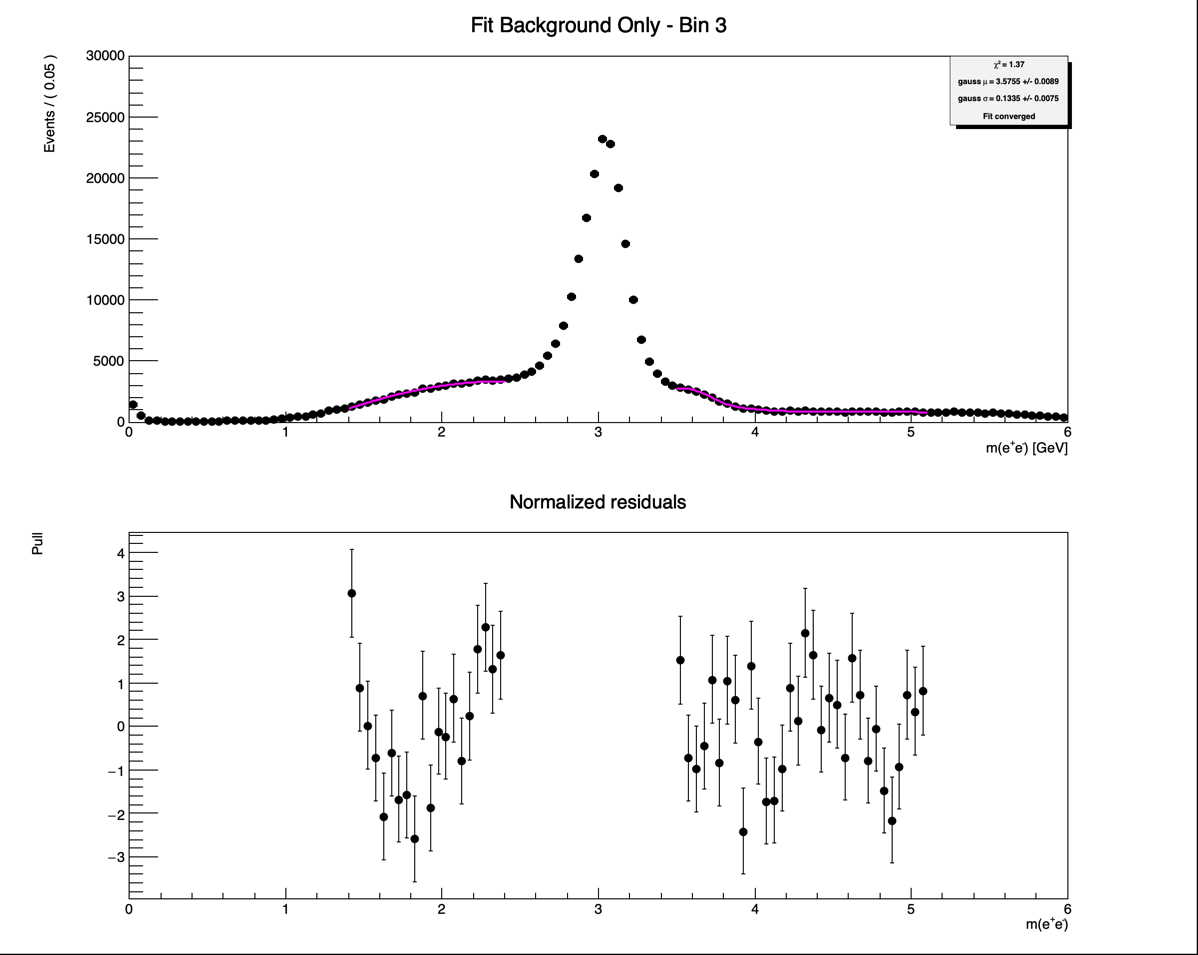 Fit Background Only - Bin 3
Events / ( 0.05 )
30000
25000
20000
15000
10000
5000
0
χ² = 1.37
gauss μ = 3.5755 +/- 0.0089
gauss σ = 0.1335 +/- 0.0075
Fit converged
0 1 2 3 4 5 6
m(e⁺e⁻) [GeV]
Normalized residuals
Pull
4
3
2
1
0
−1
−2
−3
0 1 2 3 4 5 6
m(e⁺e⁻)